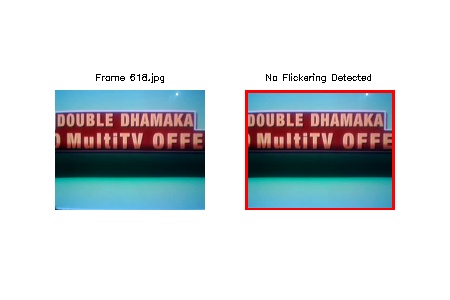 Frame 618.jpg
No Flickering Detected
DOUBLE DHAMAKA
MultiTV OFFE
DOUBLE DHAMAKA
MultiTV OFFE